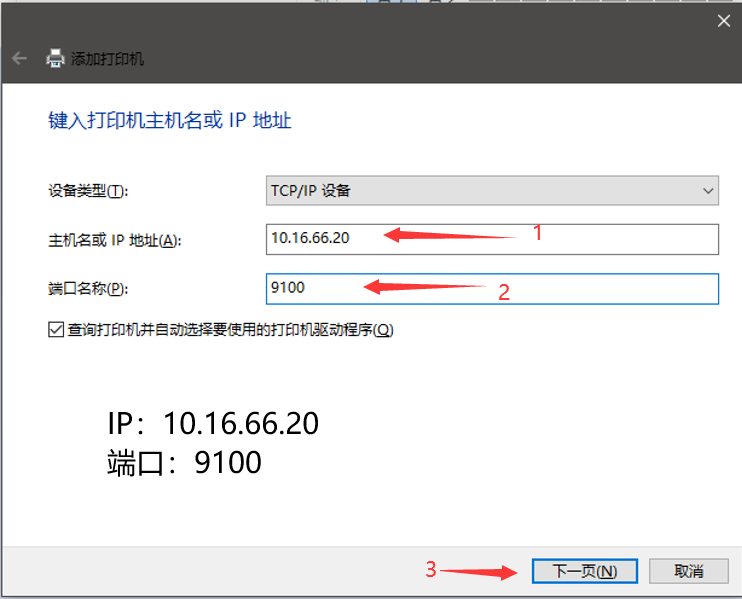 添加打印机
键入打印机主机名或 IP 地址
设备类型(T):
TCP/IP 设备
主机名或 IP 地址(A):
10.16.66.20
1
端口名称(P):
9100
2
查询打印机并自动选择要使用的打印机驱动程序(Q)
IP：10.16.66.20
端口：9100
3
下一页(N)
取消